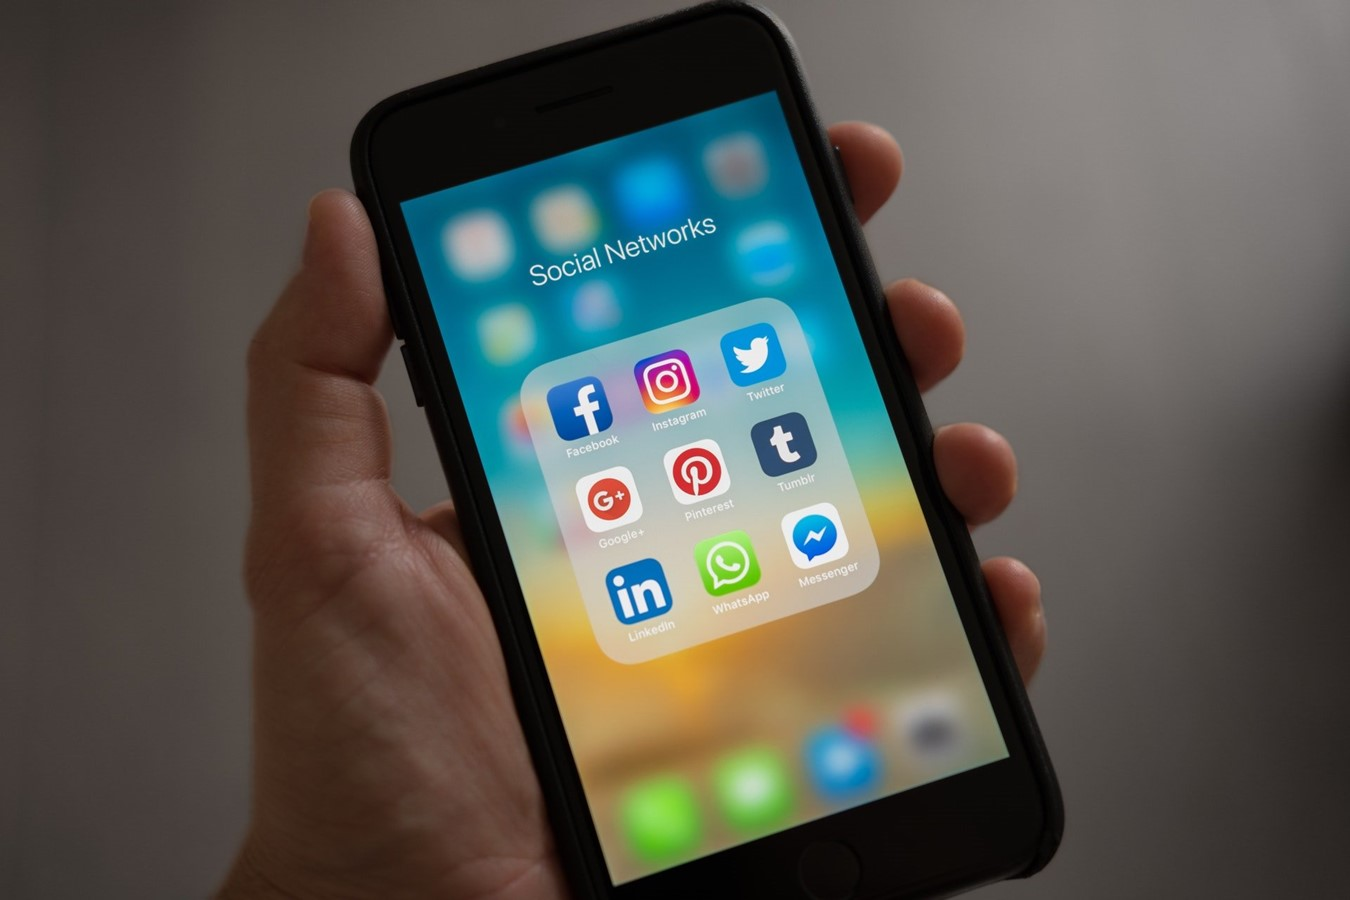 Social Networks
Facebook
Instagram
Twitter
Google+
Pinterest
Tumblr
LinkedIn
WhatsApp
Messenger